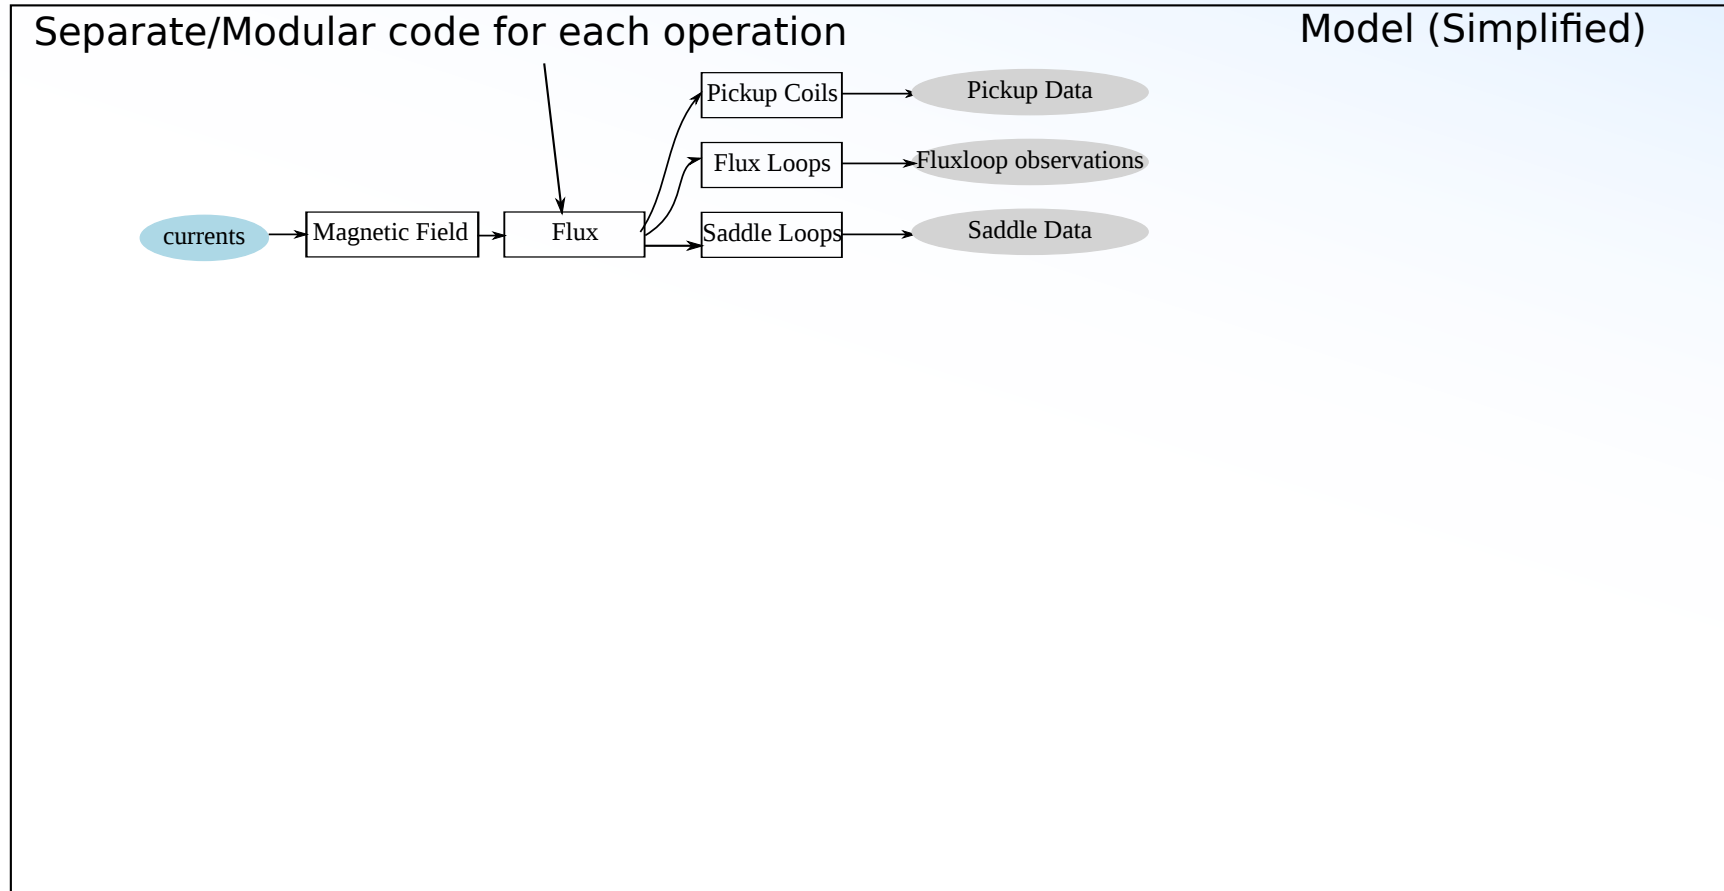 Separate/Modular code for each operation
Model (Simplified)
Pickup Coils
Pickup Data
Flux Loops
Fluxloop observations
currents
Magnetic Field
Flux
Saddle Loops
Saddle Data